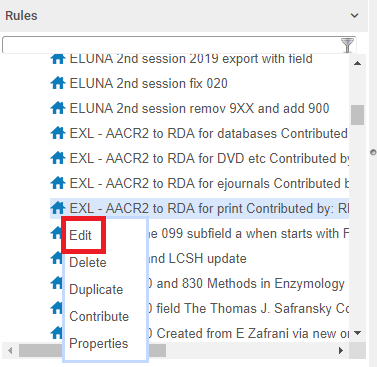 Rules
ELUNA 2nd session 2019 export with field
ELUNA 2nd session fix 020
ELUNA 2nd session remov 9XX and add 900
EXL - AACR2 to RDA for databases Contributed
EXL - AACR2 to RDA for DVD etc Contributed by
EXL - AACR2 to RDA for ejournals Contributed b
EXL - AACR2 to RDA for print Contributed by: R
Edit
ne 099 subfield a when starts with F
Delete
and LCSH update
Duplicate
0 and 830 Methods in Enzymology
Contribute
0 field The Thomas J. Safransky Co
Properties
0 Created from E Zafrani via new or